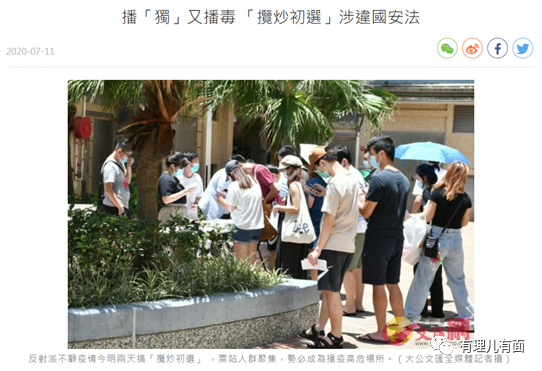 播「獨」又播毒 「攬炒初選」涉違國安法
2020-07-11
文匯網
有理儿有面
反對派不顧疫情今明兩天搞「攬炒初選」，票站人群聚集，勢必成為播疫高危場所。（大公文匯全媒體記者攝）